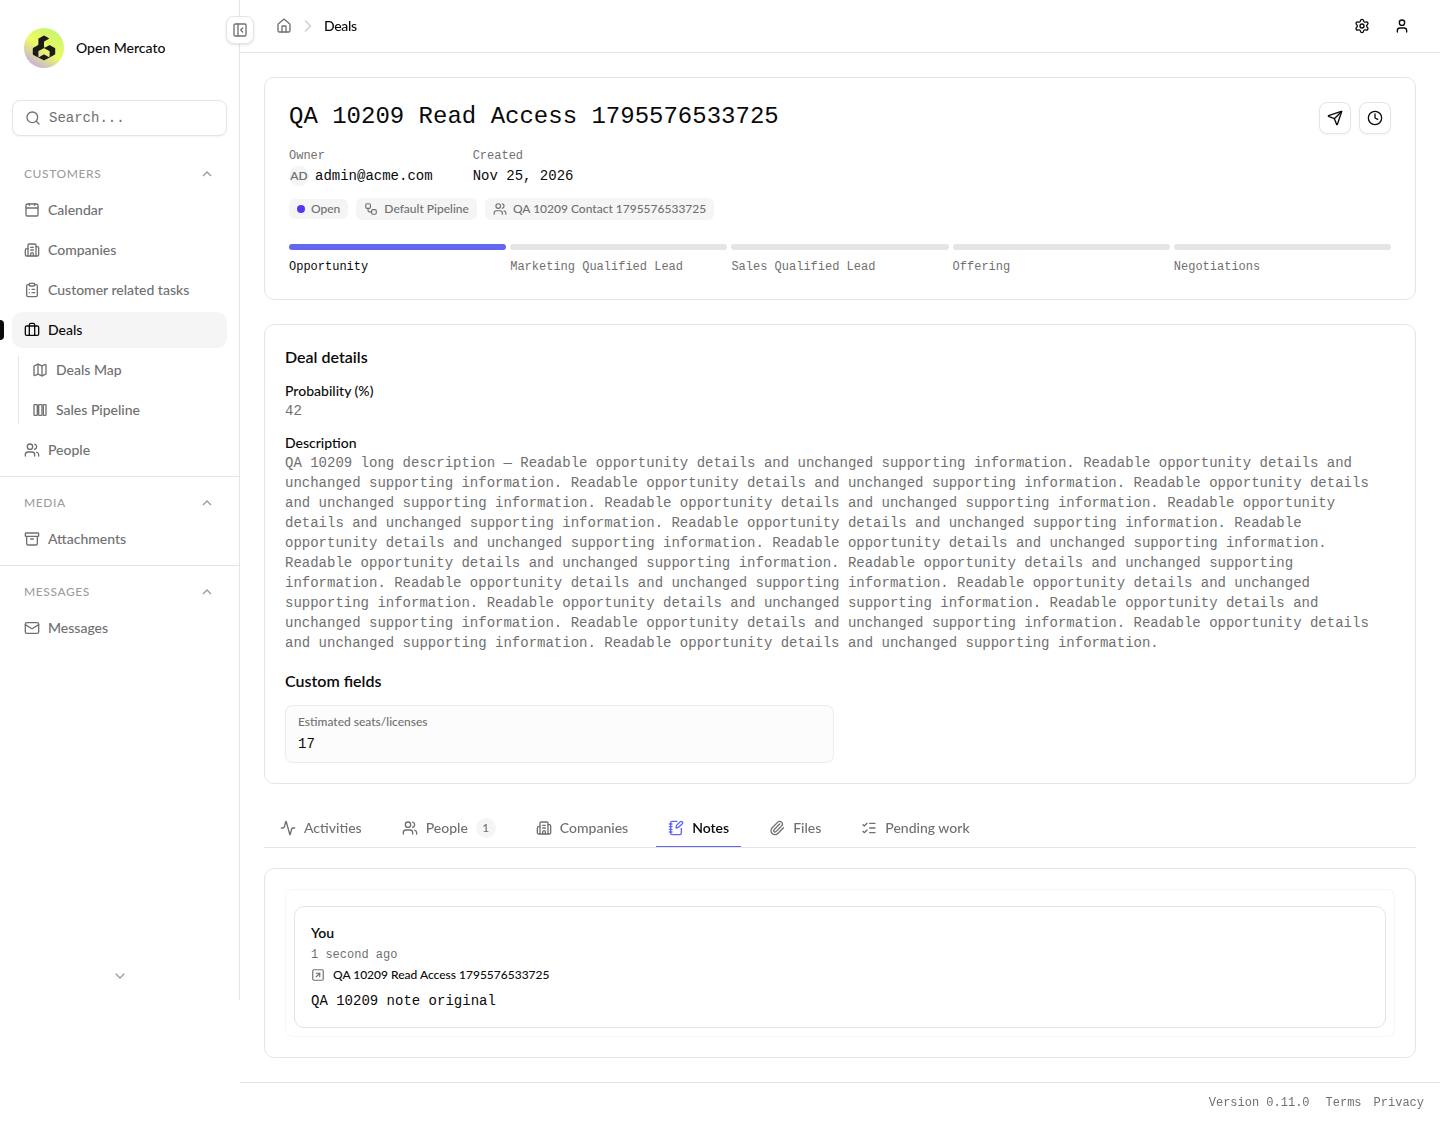 Open Mercato
Deals
Search...
CUSTOMERS
Calendar
Companies
Customer related tasks
Deals
Deals Map
Sales Pipeline
People
MEDIA
Attachments
MESSAGES
Messages
QA 10209 Read Access 1795576533725
Owner
Created
AD admin@acme.com
Nov 25, 2026
Open
Default Pipeline
QA 10209 Contact 1795576533725
Opportunity
Marketing Qualified Lead
Sales Qualified Lead
Offering
Negotiations
Deal details
Probability (%)
42
Description
QA 10209 long description — Readable opportunity details and unchanged supporting information. Readable opportunity details and
unchanged supporting information. Readable opportunity details and unchanged supporting information. Readable opportunity details
and unchanged supporting information. Readable opportunity details and unchanged supporting information. Readable opportunity
details and unchanged supporting information. Readable opportunity details and unchanged supporting information. Readable
opportunity details and unchanged supporting information. Readable opportunity details and unchanged supporting information.
Readable opportunity details and unchanged supporting information. Readable opportunity details and unchanged supporting
information. Readable opportunity details and unchanged supporting information. Readable opportunity details and unchanged
supporting information. Readable opportunity details and unchanged supporting information. Readable opportunity details and
unchanged supporting information. Readable opportunity details and unchanged supporting information. Readable opportunity details
and unchanged supporting information. Readable opportunity details and unchanged supporting information.
Custom fields
Estimated seats/licenses
17
Activities
People 1
Companies
Notes
Files
Pending work
You
1 second ago
QA 10209 Read Access 1795576533725
QA 10209 note original
Version 0.11.0
Terms
Privacy